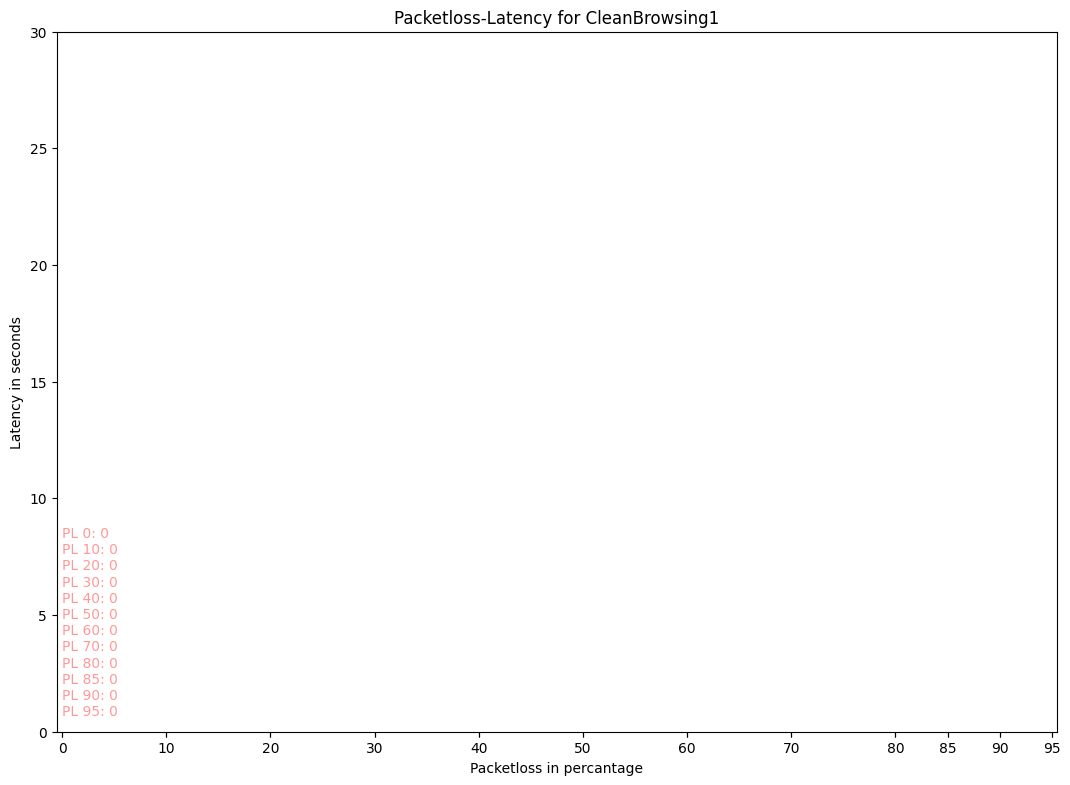 Packetloss-Latency for CleanBrowsing1
30
25
20
15
10
5
0
Latency in seconds
PL 0: 0
PL 10: 0
PL 20: 0
PL 30: 0
PL 40: 0
PL 50: 0
PL 60: 0
PL 70: 0
PL 80: 0
PL 85: 0
PL 90: 0
PL 95: 0
0 10 20 30 40 50 60 70 80 85 90 95
Packetloss in percantage